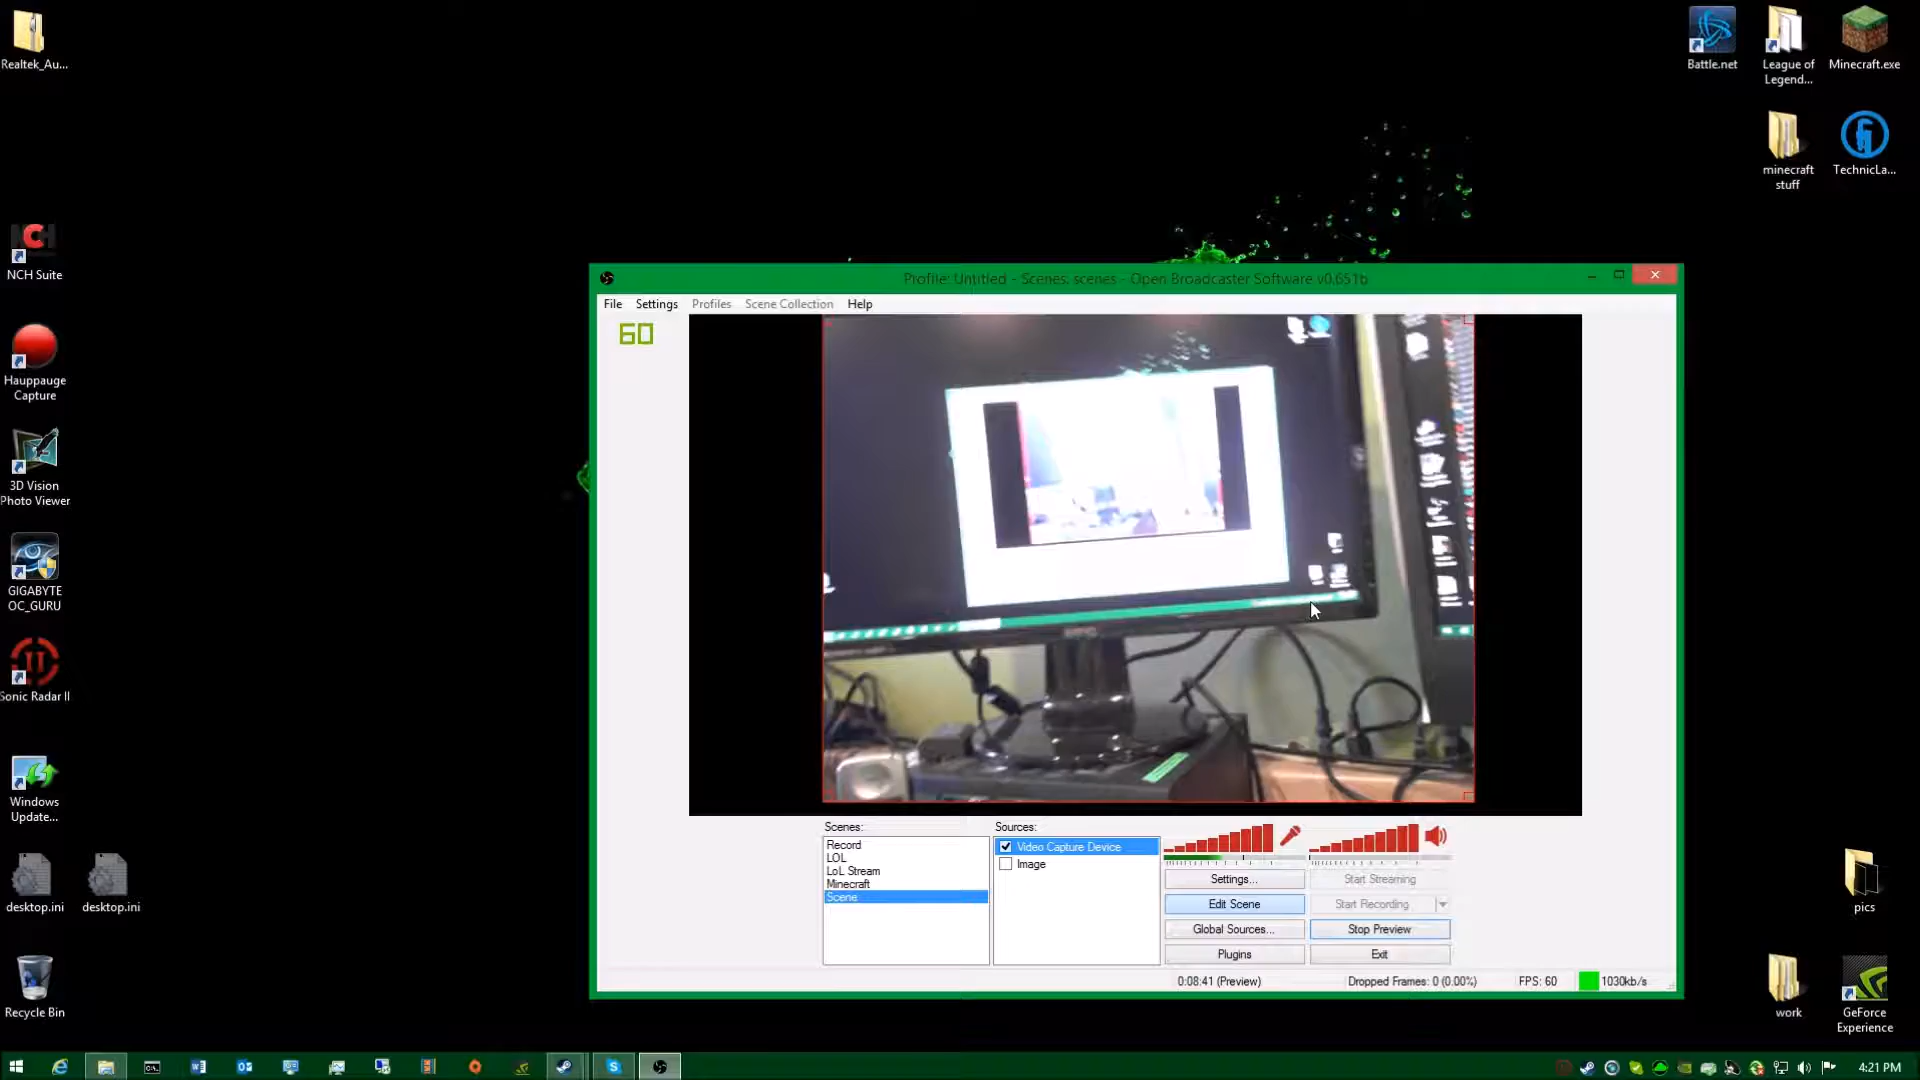 Realtek_Au...
NCH Suite
Hauppauge
Capture
3D Vision
Photo Viewer
GIGABYTE
OC_GURU
Sonic Radar II
Windows
Update...
desktop.ini
desktop.ini
Recycle Bin
Battle.net
League of
Legend...
Minecraft.exe
minecraft
stuff
TechnicLa...
Profile: Untitled - Scenes: scenes - Open Broadcaster Software v0.651b
File Settings Profiles Scene Collection Help
60
Scenes:
Record
LOL
LoL Stream
Minecraft
Scene
Sources:
Video Capture Device
Image
Settings...
Start Streaming
Edit Scene
Start Recording
Global Sources...
Stop Preview
Plugins
Exit
0:08:41 (Preview)
Dropped Frames: 0 (0.00%)
FPS: 60
1030kb/s
pics
work
GeForce
Experience
4:21 PM